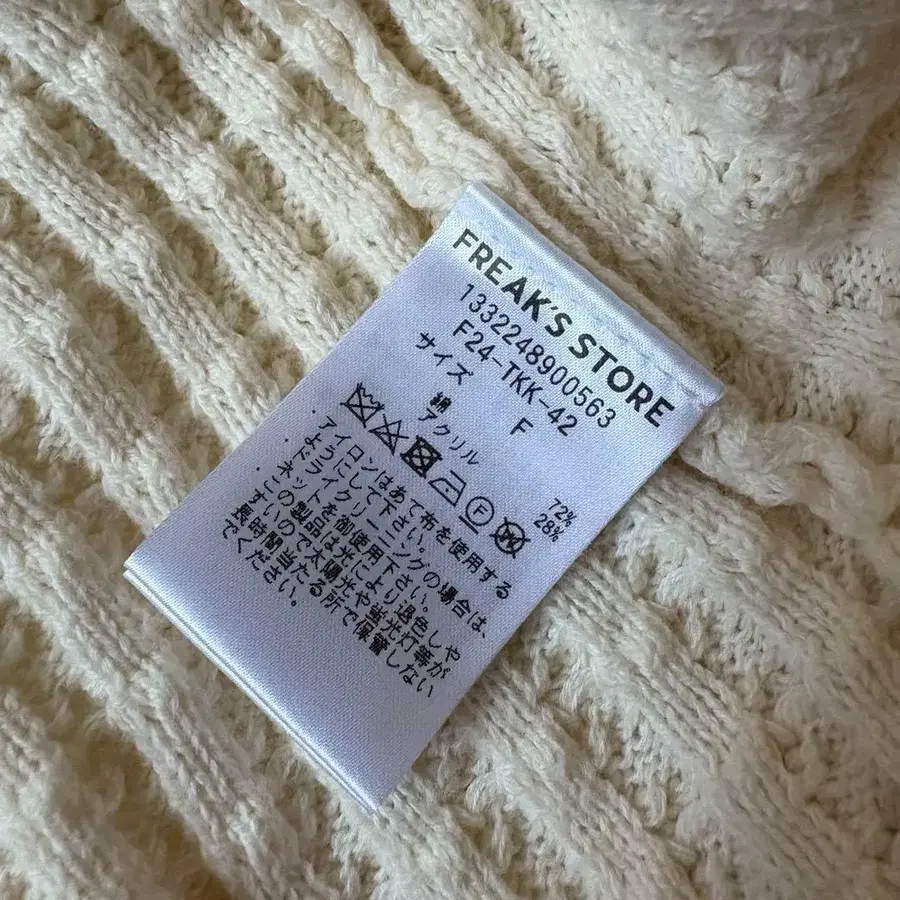 FREAK'S STORE
1332248900563
F24-TKK-42
サイズ F
綿 72%
アクリル 28%
F
アイロンはあて布を使用する
ようにして下さい。
ドライクリーニングの場合は、
ネットを御使用下さい。
この製品は光により退色しや
すいので太陽光や蛍光灯等が
長時間当たる所で保管しない
でください。